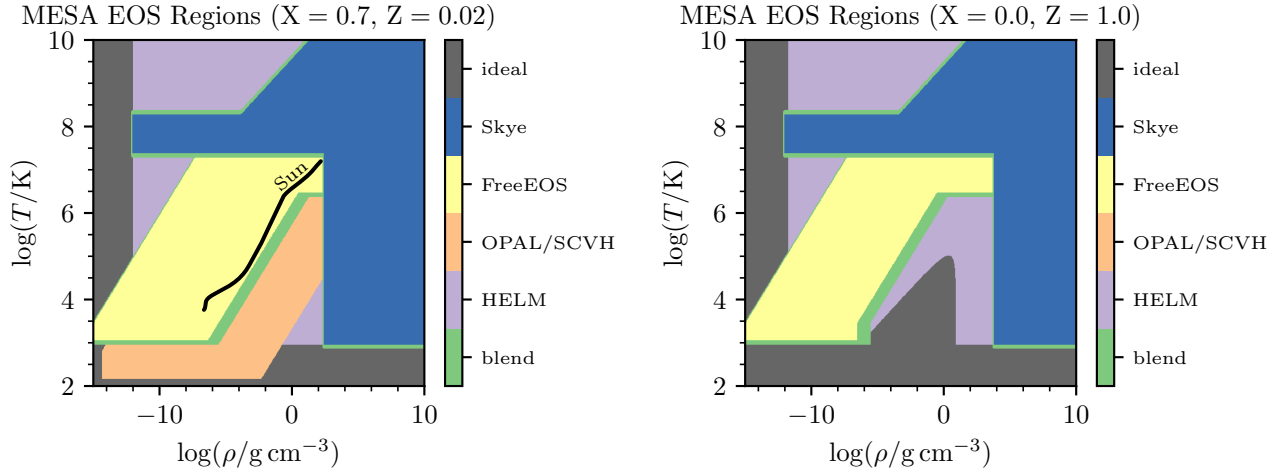 MESA EOS Regions (X = 0.7, Z = 0.02)
10
8
6
4
2
log(T/K)
−10
0
10
log(ρ/g cm−3)
Sun
ideal
Skye
FreeEOS
OPAL/SCVH
HELM
blend
MESA EOS Regions (X = 0.0, Z = 1.0)
10
8
6
4
2
log(T/K)
−10
0
10
log(ρ/g cm−3)
ideal
Skye
FreeEOS
OPAL/SCVH
HELM
blend